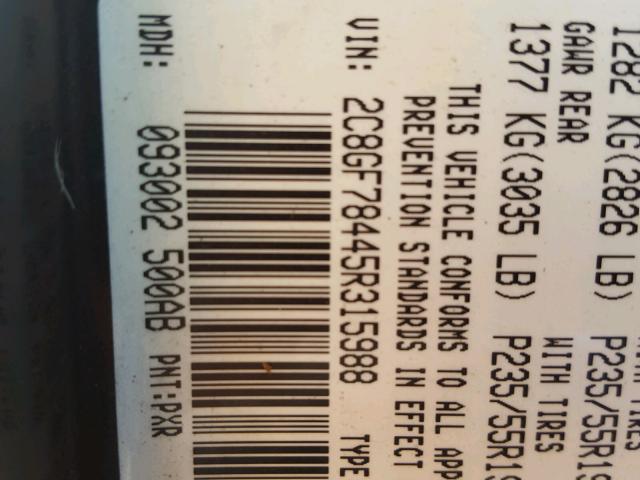 1282 KG(2826 LB) P235/55R19
GAWR REAR WITH TIRES
1377 KG(3035 LB) P235/55R19
THIS VEHICLE CONFORMS TO ALL APP
PREVENTION STANDARDS IN EFFECT
VIN: 2C8GF78445R315988 TYPE
MDH: 093002 500AB PNT:PXR